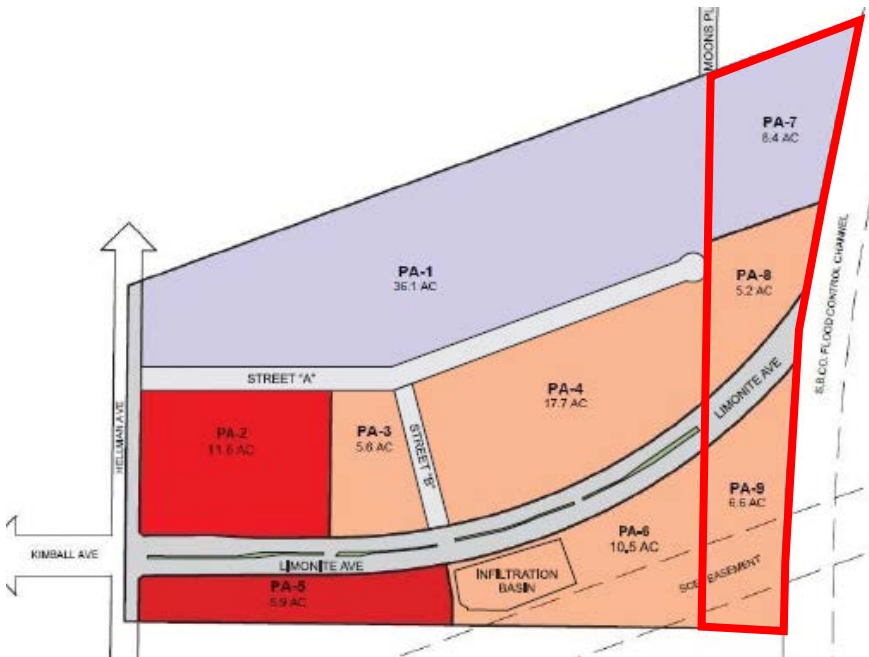 MOONS PL
PA-7
8.4 AC
PA-1
36.1 AC
PA-8
5.2 AC
S.B.CO. FLOOD CONTROL CHANNEL
HELLMAN AVE
STREET "A"
PA-4
17.7 AC
LIMONITE AVE
PA-2
11.6 AC
PA-3
5.6 AC
STREET "B"
PA-9
6.6 AC
PA-6
10.5 AC
KIMBALL AVE
LIMONITE AVE
INFILTRATION
BASIN
SCE EASEMENT
PA-5
5.9 AC